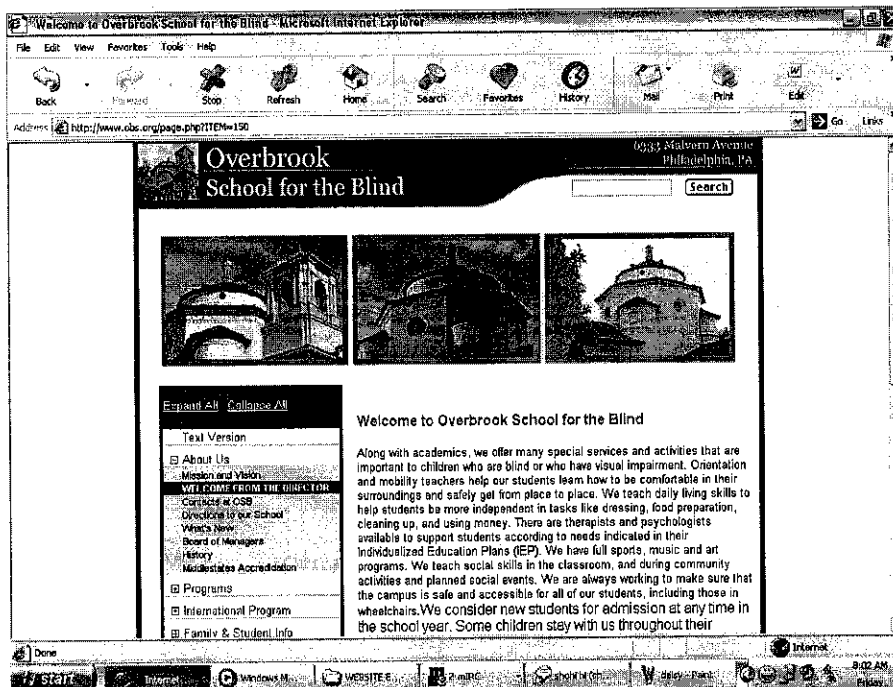 Welcome to Overbrook School for the Blind - Microsoft Internet Explorer
File Edit View Favorites Tools Help
Back Forward Stop Refresh Home Search Favorites History Mail Print Edit
Address http://www.obs.org/page.php?ITEM=150 Go Links
Overbrook
School for the Blind
6933 Malvern Avenue
Philadelphia, PA
Search
Expand All Collapse All
Text Version
About Us
Mission and Vision
WELCOME FROM THE DIRECTOR
Contacts at OSB
Directions to our School
What's New
Board of Managers
History
Middlestates Accreditation
Programs
International Program
Family & Student Info
Welcome to Overbrook School for the Blind
Along with academics, we offer many special services and activities that are
important to children who are blind or who have visual impairment. Orientation
and mobility teachers help our students learn how to be comfortable in their
surroundings and safely get from place to place. We teach daily living skills to
help students be more independent in tasks like dressing, food preparation,
cleaning up, and using money. There are therapists and psychologists
available to support students according to needs indicated in their
Individualized Education Plans (IEP). We have full sports, music and art
programs. We teach social skills in the classroom, and during community
activities and planned social events. We are always working to make sure that
the campus is safe and accessible for all of our students, including those in
wheelchairs. We consider new students for admission at any time in
the school year. Some children stay with us throughout their
Done Internet
Start Internet Windows M... WEBSITE E... 2 mIRC daisy - Paint 8:02 AM
Friday